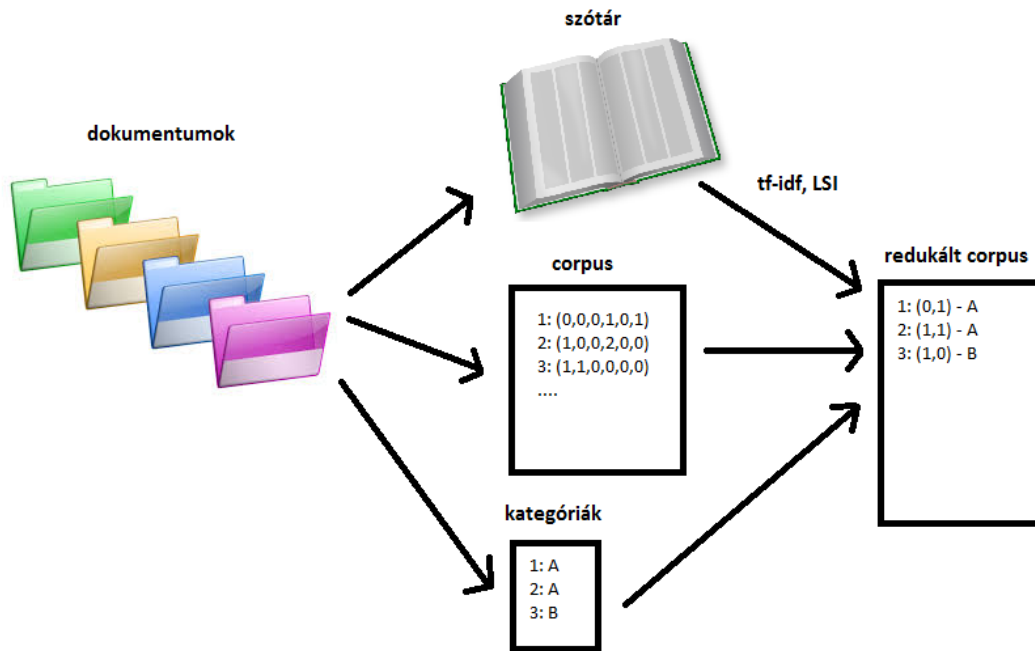 szótár
dokumentumok
tf-idf, LSI
corpus
1: (0,0,0,1,0,1)
2: (1,0,0,2,0,0)
3: (1,1,0,0,0,0)
....
redukált corpus
1: (0,1) - A
2: (1,1) - A
3: (1,0) - B
kategóriák
1: A
2: A
3: B